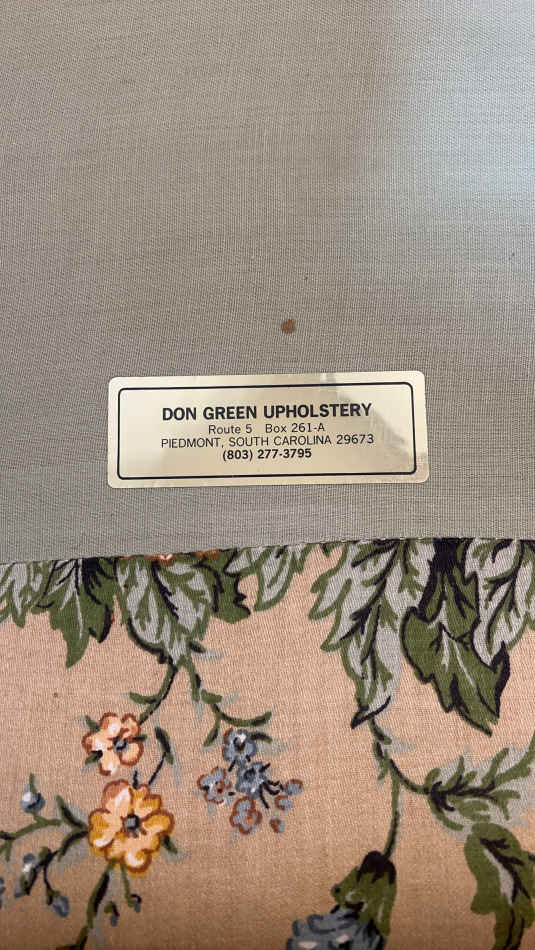 DON GREEN UPHOLSTERY
Route 5 Box 261-A
PIEDMONT, SOUTH CAROLINA 29673
(803) 277-3795